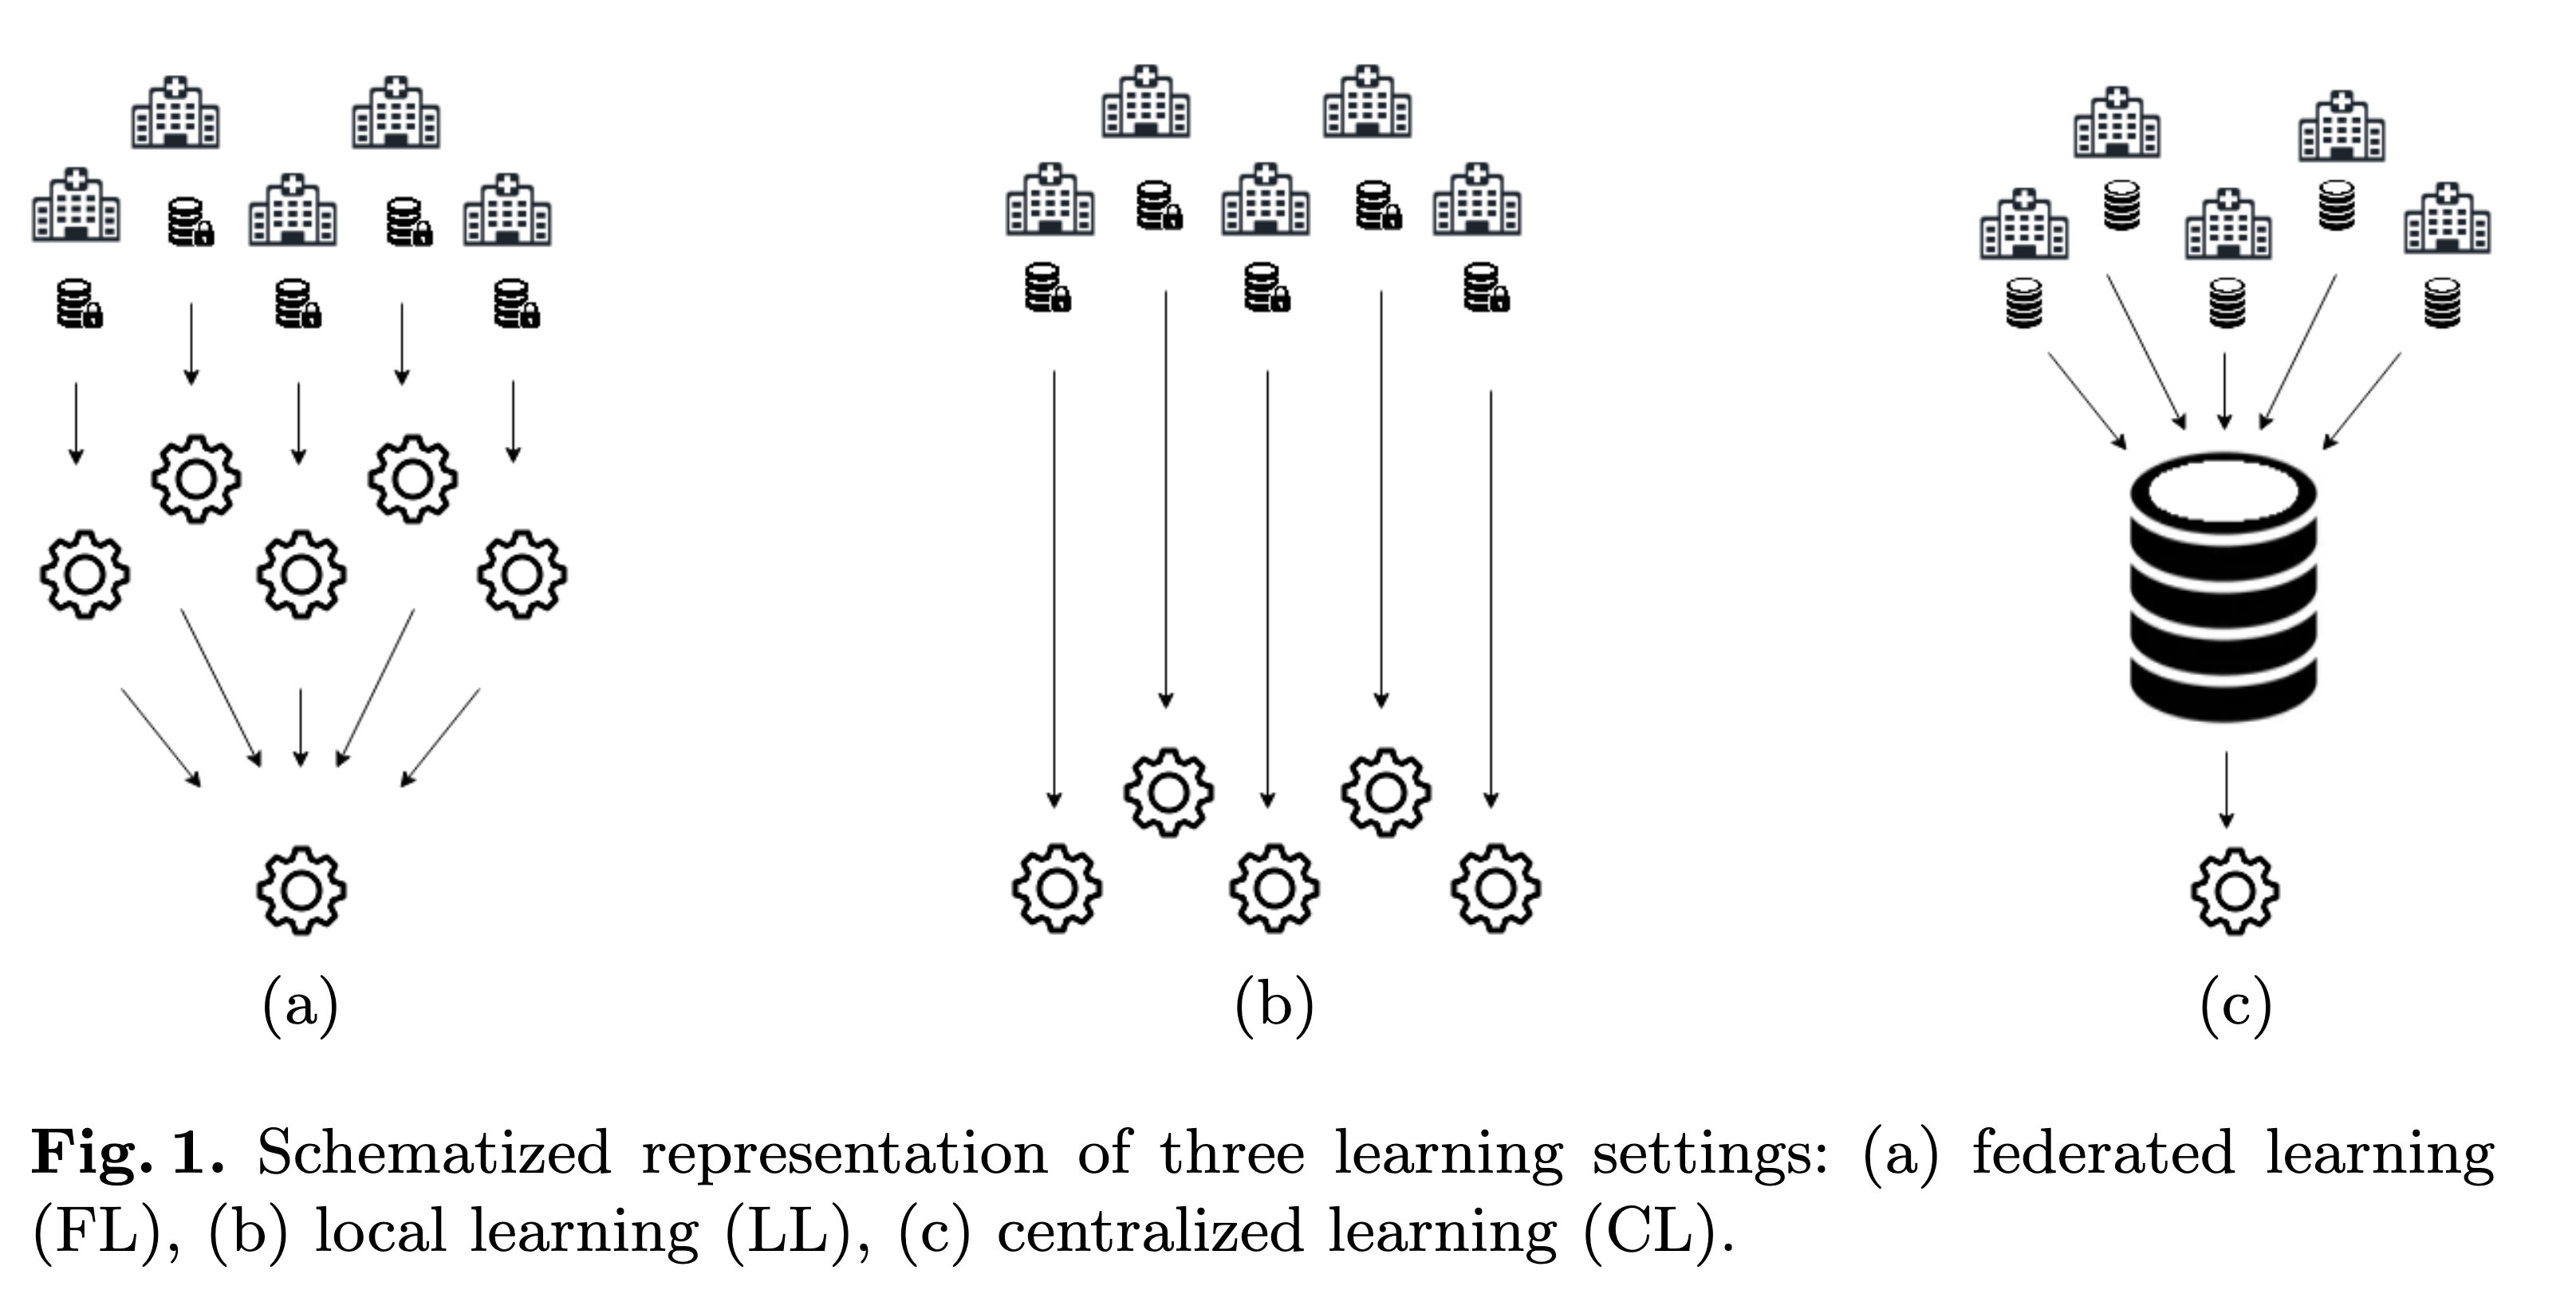 (a)
(b)
(c)
Fig. 1. Schematized representation of three learning settings: (a) federated learning
(FL), (b) local learning (LL), (c) centralized learning (CL).